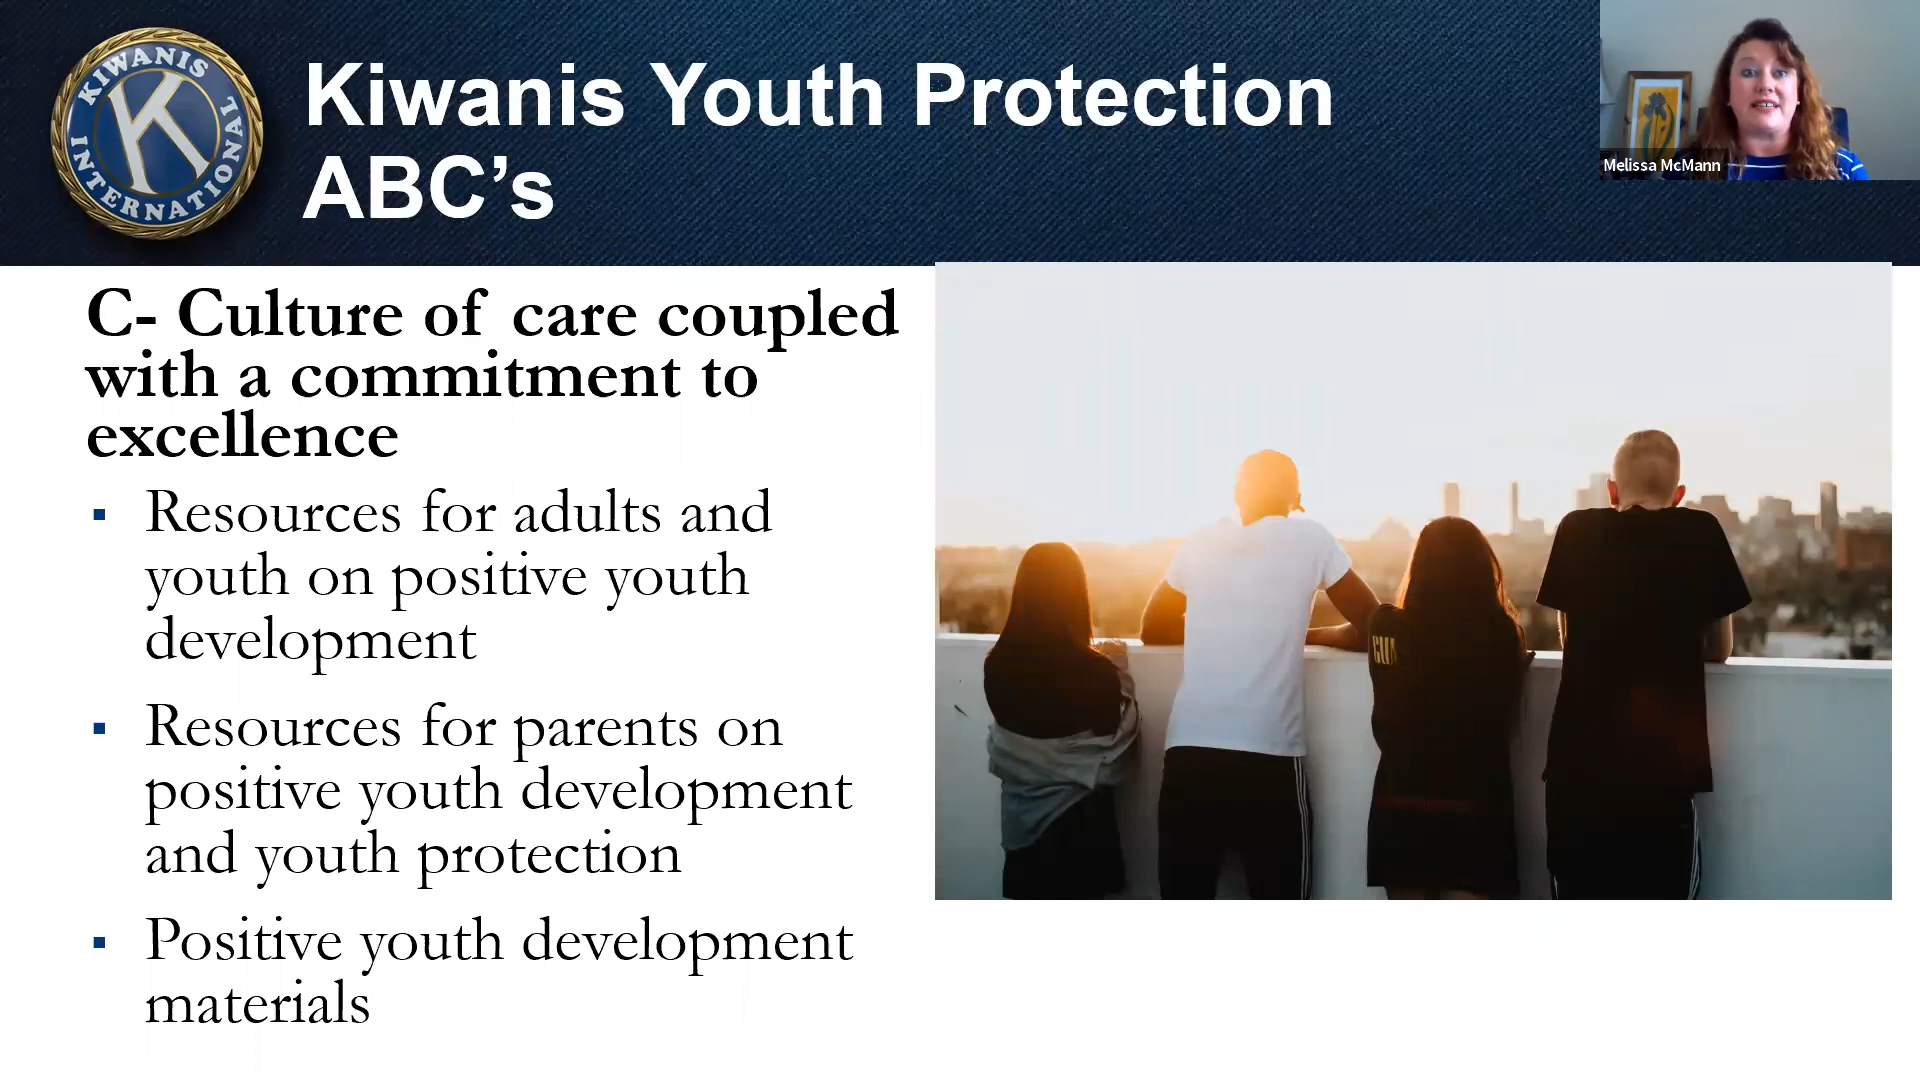 KIWANIS
K
INTERNATIONAL
Kiwanis Youth Protection
ABC’s
Melissa McMann
C- Culture of care coupled
with a commitment to
excellence
▪ Resources for adults and
youth on positive youth
development
▪ Resources for parents on
positive youth development
and youth protection
▪ Positive youth development
materials